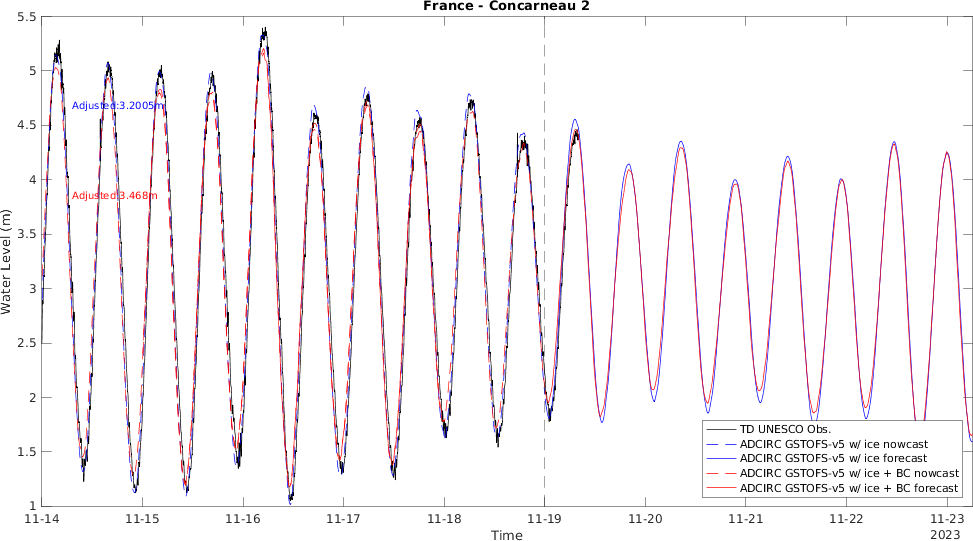 France - Concarneau 2
5.5
5
4.5
4
3.5
3
2.5
2
1.5
1
Water Level (m)
Adjusted:3.2005m
Adjusted:3.468m
TD UNESCO Obs.
ADCIRC GSTOFS-v5 w/ ice nowcast
ADCIRC GSTOFS-v5 w/ ice forecast
ADCIRC GSTOFS-v5 w/ ice + BC nowcast
ADCIRC GSTOFS-v5 w/ ice + BC forecast
11-14 11-15 11-16 11-17 11-18 11-19 11-20 11-21 11-22 11-23
Time
2023